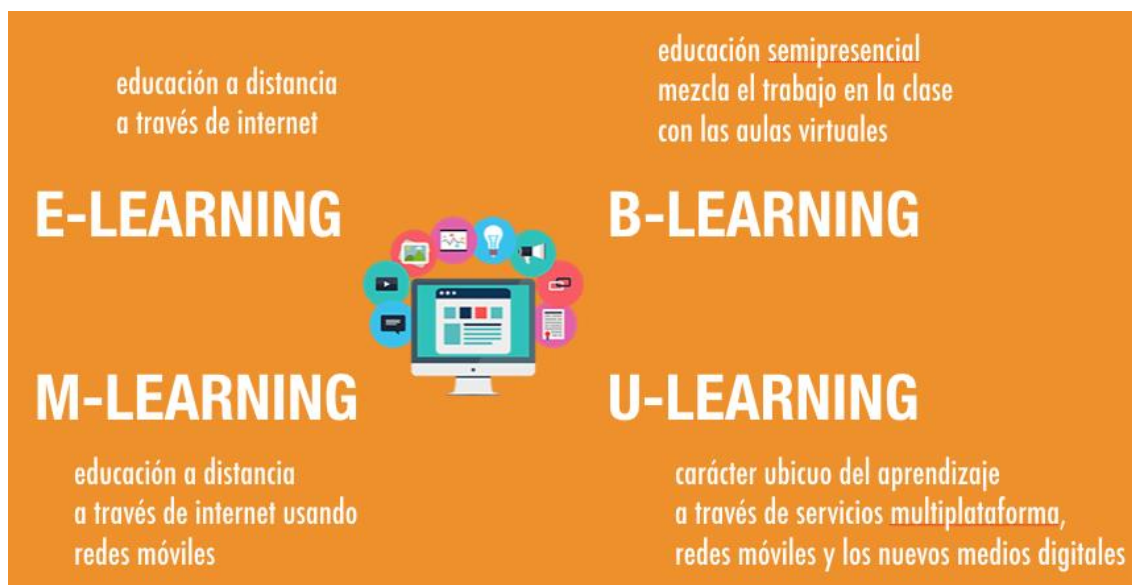 educación a distancia
a través de internet
E-LEARNING
educación semipresencial
mezcla el trabajo en la clase
con las aulas virtuales
B-LEARNING
M-LEARNING
educación a distancia
a través de internet usando
redes móviles
U-LEARNING
carácter ubicuo del aprendizaje
a través de servicios multiplataforma,
redes móviles y los nuevos medios digitales